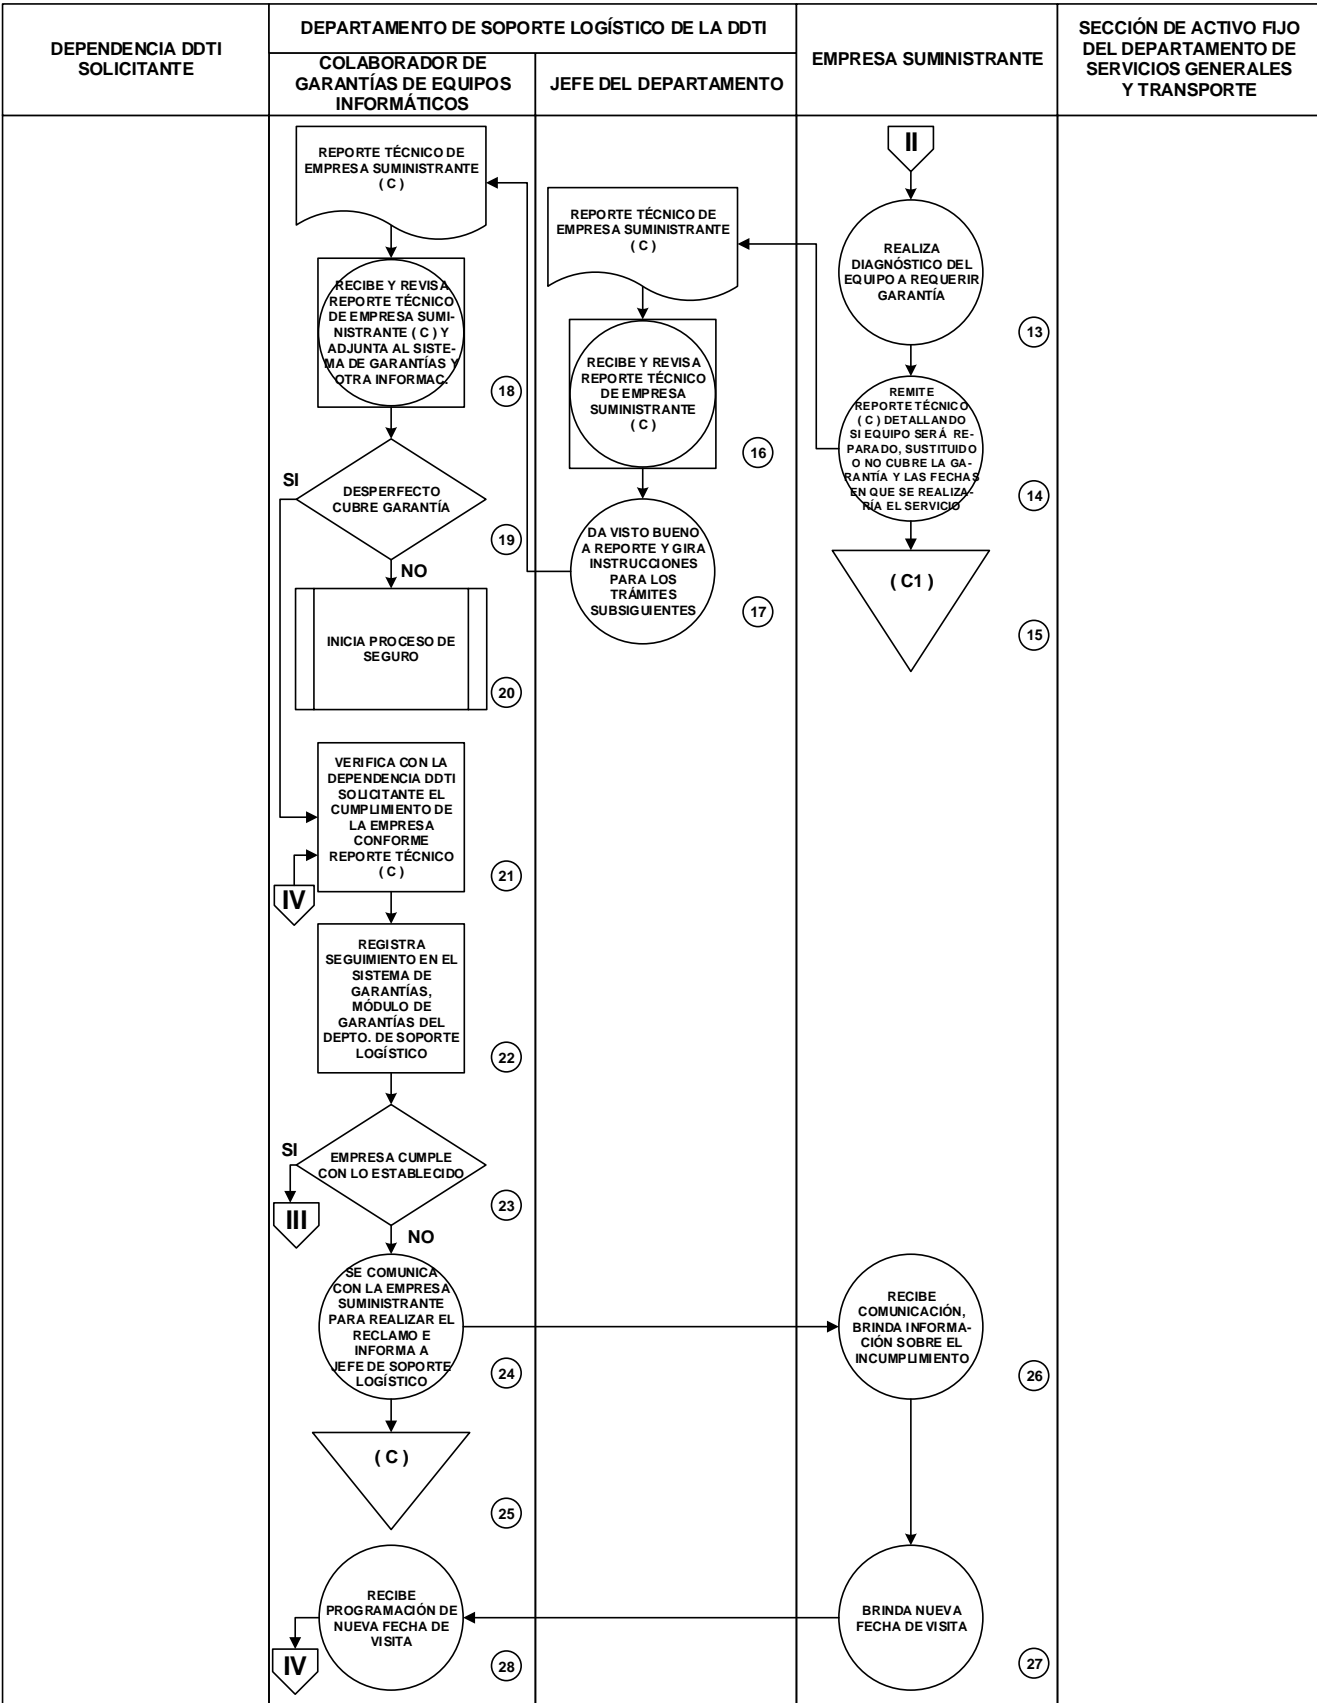 DEPENDENCIA DDTI
SOLICITANTE
DEPARTAMENTO DE SOPORTE LOGÍSTICO DE LA DDTI
COLABORADOR DE
GARANTÍAS DE EQUIPOS
INFORMÁTICOS
JEFE DEL DEPARTAMENTO
EMPRESA SUMINISTRANTE
SECCIÓN DE ACTIVO FIJO
DEL DEPARTAMENTO DE
SERVICIOS GENERALES
Y TRANSPORTE
II
REALIZA
DIAGNÓSTICO DEL
EQUIPO A REQUERIR
GARANTÍA
13
REMITE
REPORTE TÉCNICO
( C ) DETALLANDO
SI EQUIPO SERÁ RE-
PARADO, SUSTITUIDO
O NO CUBRE LA GA-
RANTÍA Y LAS FECHAS
EN QUE SE REALIZA-
RÍA EL SERVICIO
14
( C1 )
15
REPORTE TÉCNICO DE
EMPRESA SUMINISTRANTE
( C )
RECIBE Y REVISA
REPORTE TÉCNICO
DE EMPRESA
SUMINISTRANTE
( C )
16
DA VISTO BUENO
A REPORTE Y GIRA
INSTRUCCIONES
PARA LOS
TRÁMITES
SUBSIGUIENTES
17
REPORTE TÉCNICO DE
EMPRESA SUMINISTRANTE
( C )
RECIBE Y REVISA
REPORTE TÉCNICO
DE EMPRESA SUMI-
NISTRANTE ( C ) Y
ADJUNTA AL SISTE-
MA DE GARANTÍAS Y
OTRA INFORMAC.
18
SI
DESPERFECTO
CUBRE GARANTÍA
19
NO
INICIA PROCESO DE
SEGURO
20
VERIFICA CON LA
DEPENDENCIA DDTI
SOLICITANTE EL
CUMPLIMIENTO DE
LA EMPRESA
CONFORME
REPORTE TÉCNICO
( C )
21
IV
REGISTRA
SEGUIMIENTO EN EL
SISTEMA DE
GARANTÍAS,
MÓDULO DE
GARANTÍAS DEL
DEPTO. DE SOPORTE
LOGÍSTICO
22
SI
EMPRESA CUMPLE
CON LO ESTABLECIDO
23
III
NO
SE COMUNICA
CON LA EMPRESA
SUMINISTRANTE
PARA REALIZAR EL
RECLAMO E
INFORMA A
JEFE DE SOPORTE
LOGÍSTICO
24
( C )
25
RECIBE
COMUNICACIÓN,
BRINDA INFORMA-
CIÓN SOBRE EL
INCUMPLIMIENTO
26
BRINDA NUEVA
FECHA DE VISITA
27
RECIBE
PROGRAMACIÓN DE
NUEVA FECHA DE
VISITA
28
IV